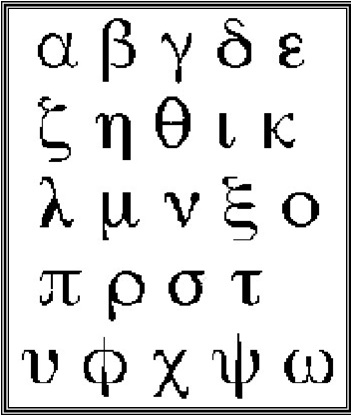 α β γ δ ε
ζ η θ ι κ
λ μ ν ξ ο
π ρ σ τ
υ φ χ ψ ω